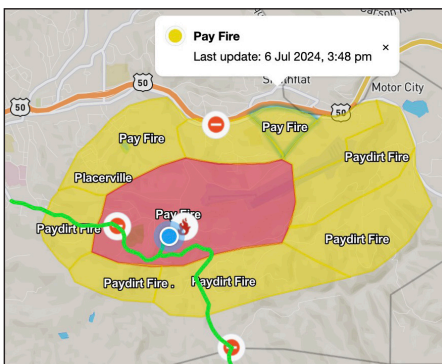 Pay Fire
Last update: 6 Jul 2024, 3:48 pm
×
50
50
Motor City
50
Pay Fire
Pay Fire
Paydirt Fire
Placerville
Pay Fire
Paydirt Fire
Paydirt Fire
Paydirt Fire .
Paydirt Fire